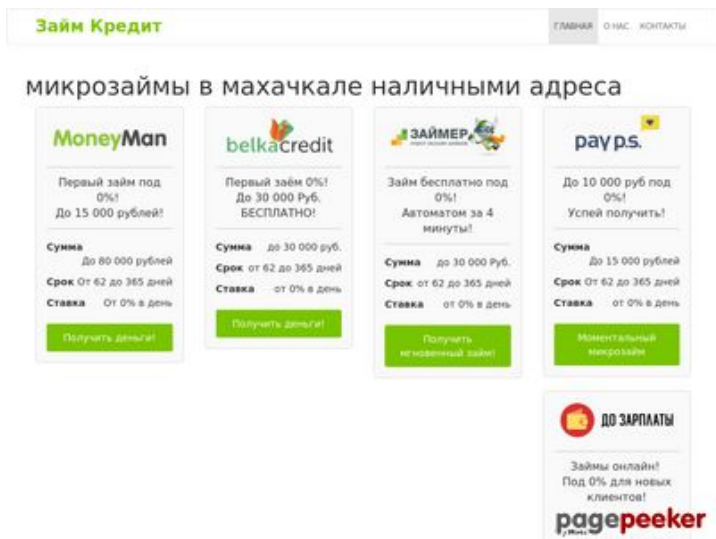 Займ Кредит
ГЛАВНАЯ О НАС. КОНТАКТЫ
микрозаймы в махачкале наличными адреса
MoneyMan
Первый займ под
0%!
До 15 000 рублей!
Сумма
До 80 000 рублей
Срок От 62 до 365 дней
Ставка От 0% в день
Получить деньги!
belkacredit
Первый заём 0%!
До 30 000 Руб.
БЕСПЛАТНО!
Сумма до 30 000 руб.
Срок от 62 до 365 дней
Ставка от 0% в день
Получить деньги!
ЗАЙМЕР
Займ бесплатно под
0%!
Автоматом за 4
минуты!
Сумма до 30 000 Руб.
Срок от 62 до 365 дней
Ставка от 0% в день
Получить
мгновенный займ!
pay p.s.
До 10 000 руб под
0%!
Успей получить!
Сумма
До 15 000 рублей
Срок От 62 до 365 дней
Ставка от 0% в день
Моментальный
микрозайм
ДО ЗАРПЛАТЫ
Займы онлайн!
Под 0% для новых
клиентов!
pagepeeker